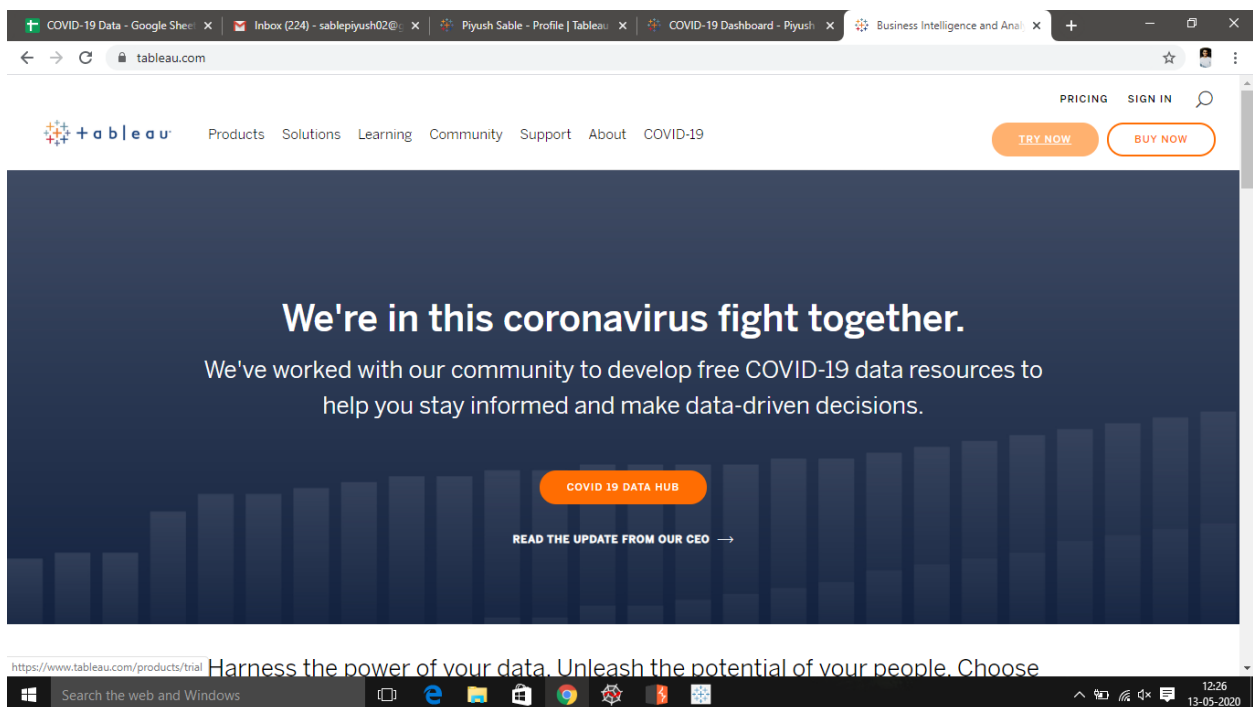 COVID-19 Data - Google Shee
Inbox (224) - sablepiyush02@g
Piyush Sable - Profile | Tableau
COVID-19 Dashboard - Piyush
Business Intelligence and Anal
tableau.com
PRICING SIGN IN
+ableau
Products Solutions Learning Community Support About COVID-19
TRY NOW BUY NOW
We're in this coronavirus fight together.
We've worked with our community to develop free COVID-19 data resources to
help you stay informed and make data-driven decisions.
COVID 19 DATA HUB
READ THE UPDATE FROM OUR CEO →
https://www.tableau.com/products/trial
Harness the power of your data. Unleash the potential of your people. Choose
Search the web and Windows
12:26
13-05-2020